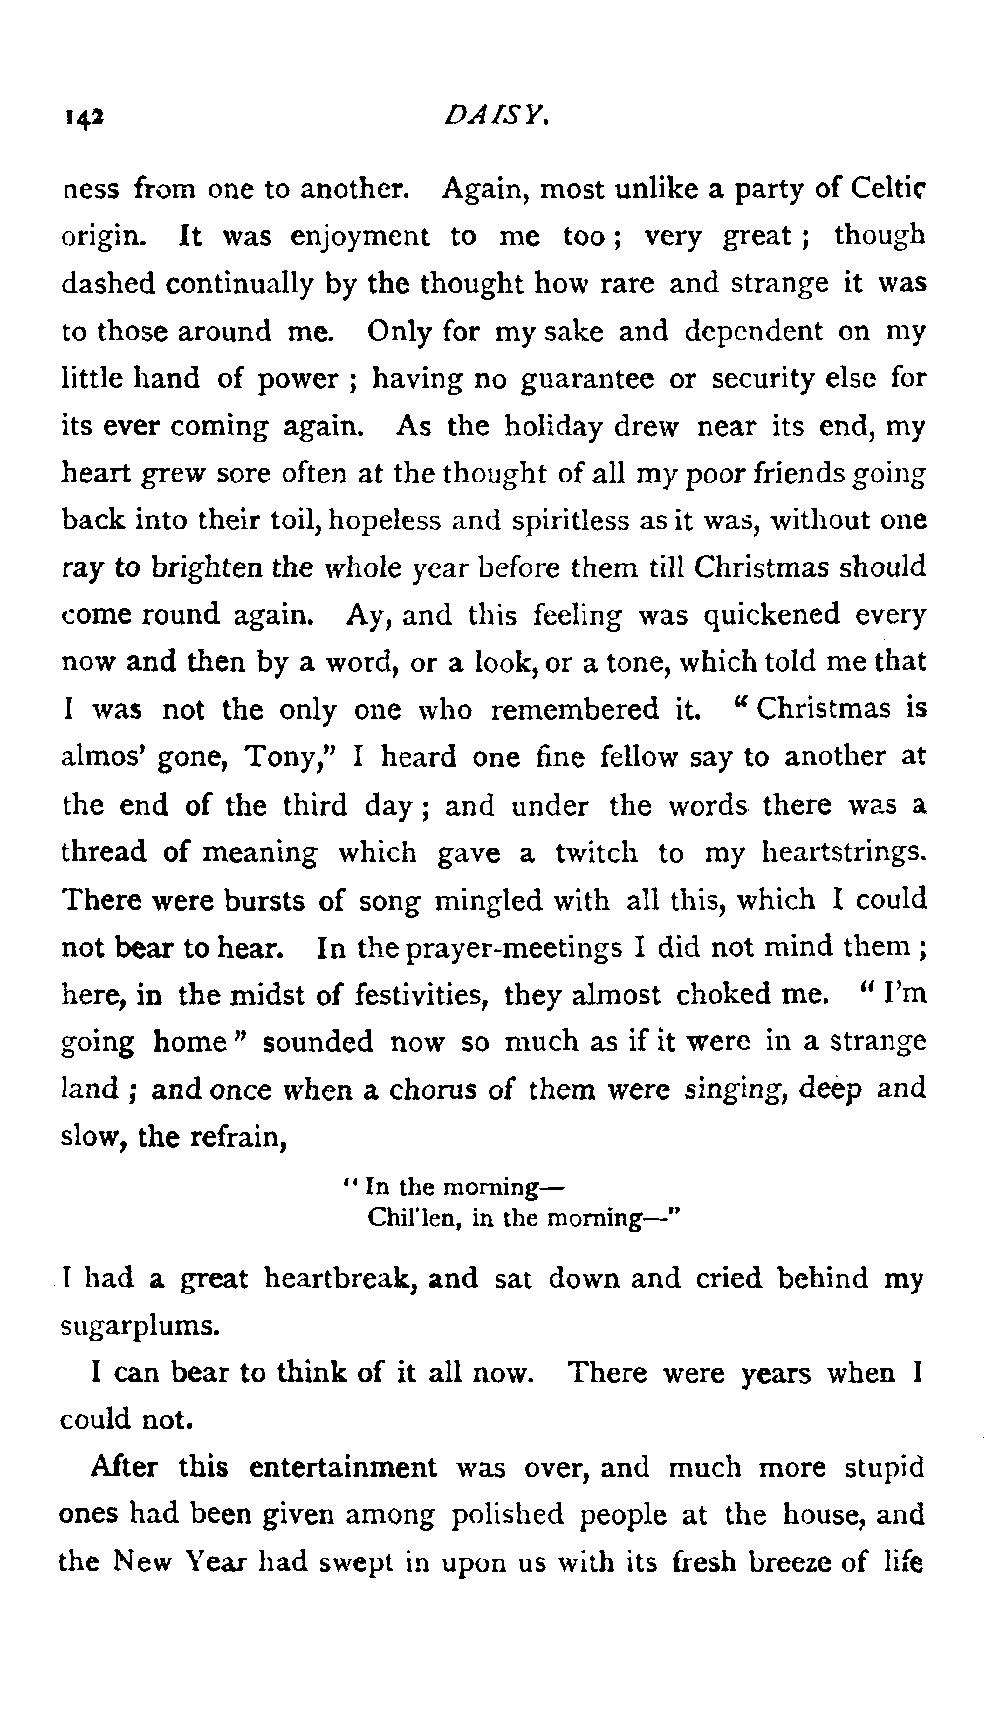 142 DAISY.
ness from one to another. Again, most unlike a party of Celtic
origin. It was enjoyment to me too ; very great ; though
dashed continually by the thought how rare and strange it was
to those around me. Only for my sake and dependent on my
little hand of power ; having no guarantee or security else for
its ever coming again. As the holiday drew near its end, my
heart grew sore often at the thought of all my poor friends going
back into their toil, hopeless and spiritless as it was, without one
ray to brighten the whole year before them till Christmas should
come round again. Ay, and this feeling was quickened every
now and then by a word, or a look, or a tone, which told me that
I was not the only one who remembered it. “ Christmas is
almos’ gone, Tony,” I heard one fine fellow say to another at
the end of the third day ; and under the words there was a
thread of meaning which gave a twitch to my heartstrings.
There were bursts of song mingled with all this, which I could
not bear to hear. In the prayer-meetings I did not mind them ;
here, in the midst of festivities, they almost choked me. “ I’m
going home ” sounded now so much as if it were in a strange
land ; and once when a chorus of them were singing, deep and
slow, the refrain,
“ In the morning—
Chil’len, in the morning—”
I had a great heartbreak, and sat down and cried behind my
sugarplums.
I can bear to think of it all now. There were years when I
could not.
After this entertainment was over, and much more stupid
ones had been given among polished people at the house, and
the New Year had swept in upon us with its fresh breeze of life